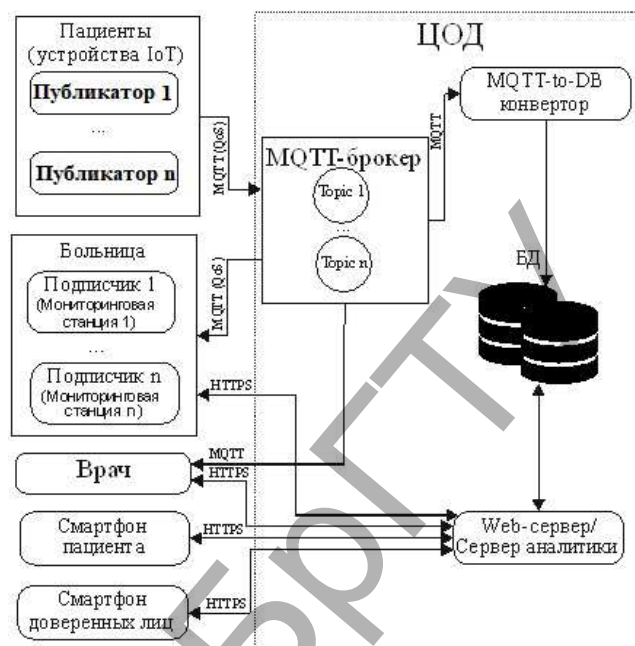 Пациенты
(устройства IoT)
Публикатор 1
...
Публикатор n
MQTT(QoS)
ЦОД
MQTT-to-DB
конвертор
MQTT
MQTT-брокер
Topic 1
...
Topic n
БД
Больница
Подписчик 1
(Мониторинговая
станция 1)
...
Подписчик n
(Мониторинговая
станция n)
MQTT (QoS)
HTTPS
Врач
MQTT
HTTPS
Смартфон
пациента
HTTPS
Смартфон
доверенных лиц
HTTPS
Web-сервер/
Сервер аналитики
БрГТУ